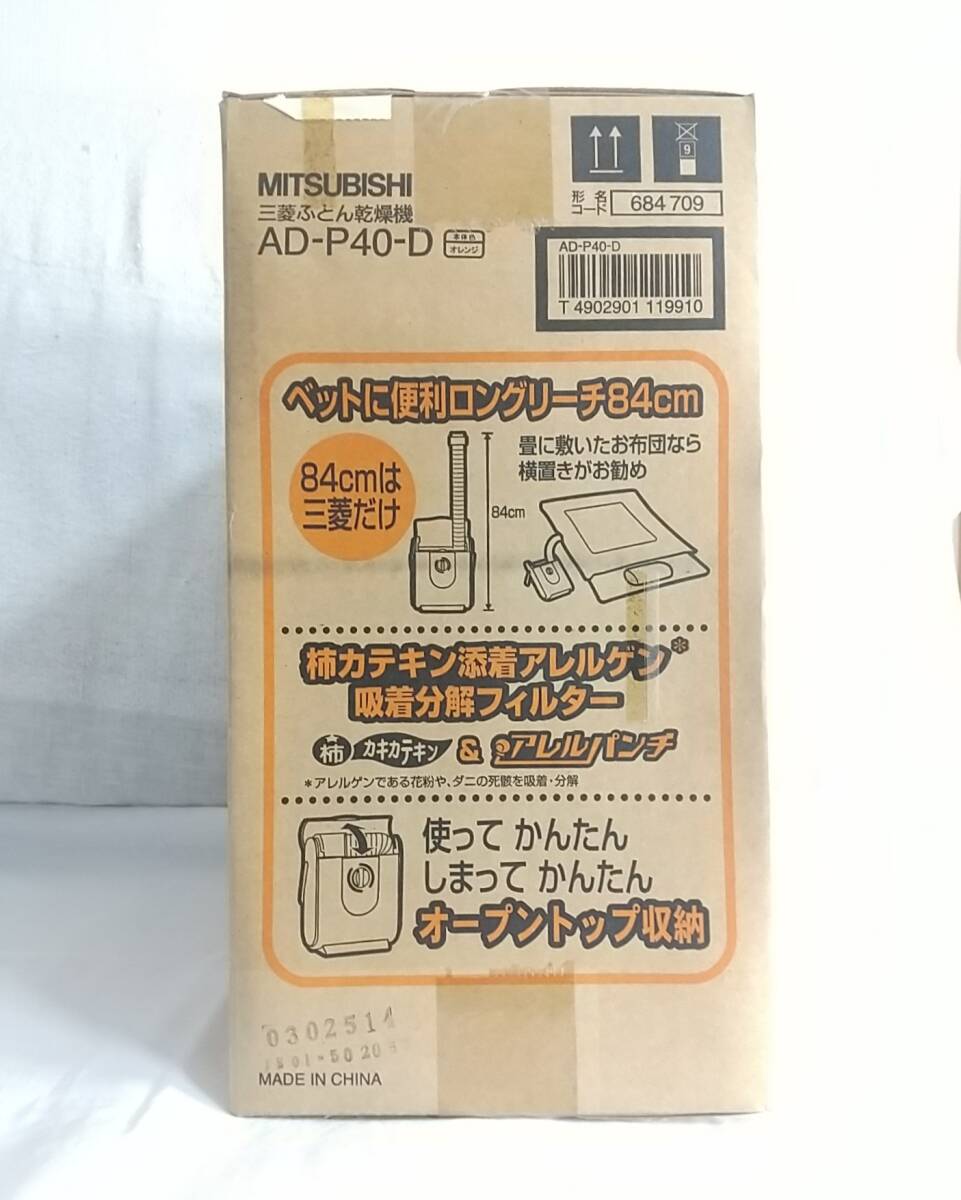 MITSUBISHI
三菱ふとん乾燥機
AD-P40-D 本体色 オレンジ
9
形名コード 684 709
AD-P40-D
T 4902901 119910
ベットに便利ロングリーチ84cm
84cmは
三菱だけ
84cm
畳に敷いたお布団なら
横置きがお勧め
柿カテキン添着アレルゲン*
吸着分解フィルター
柿 カキカテキン & アレルパンチ
*アレルゲンである花粉や、ダニの死骸を吸着・分解
使って かんたん
しまって かんたん
オープントップ収納
0302514
MADE IN CHINA